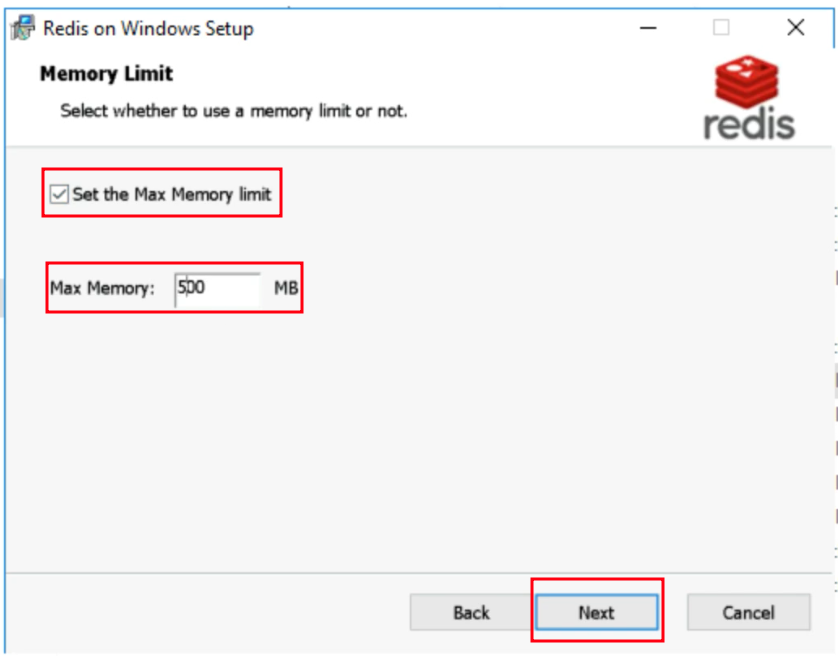 Redis on Windows Setup
Memory Limit
Select whether to use a memory limit or not.
redis
Set the Max Memory limit
Max Memory: 500 MB
Back Next Cancel